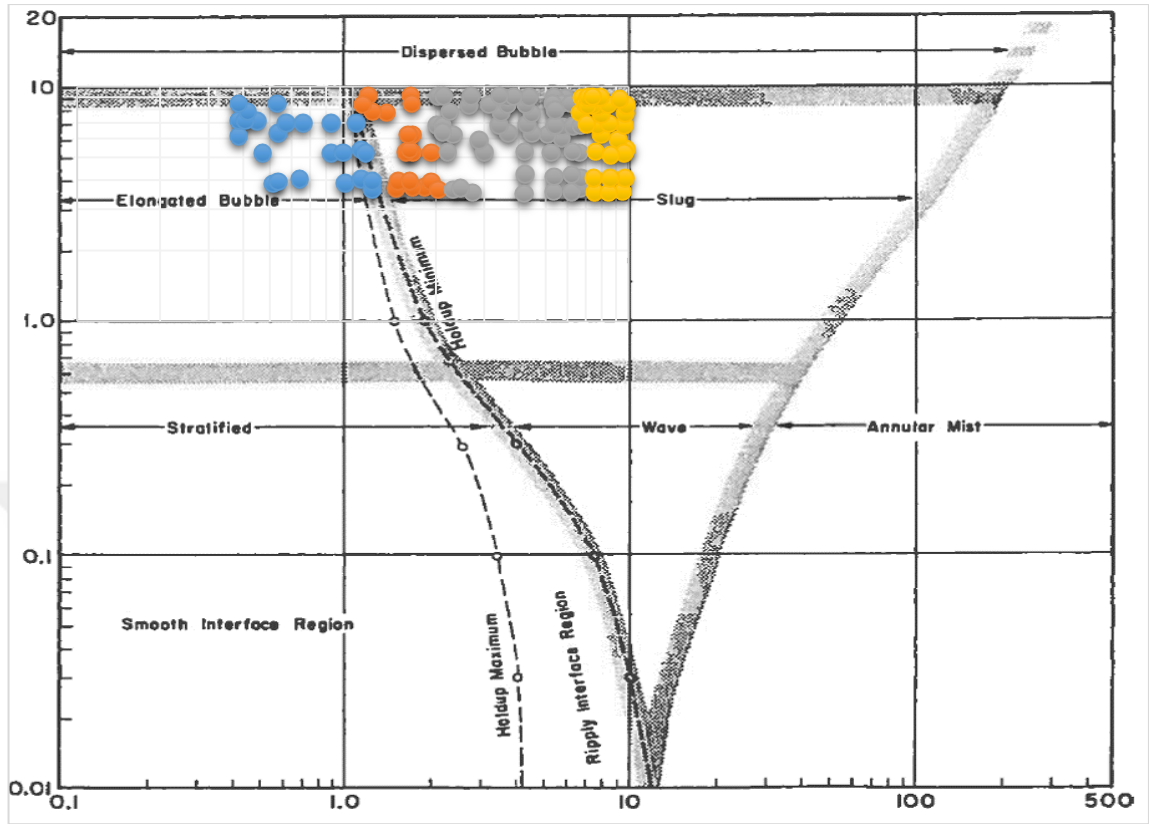 20
Dispersed Bubble
10
Elongated Bubble
Slug
Holdup Minimum
1.0
Stratified
Wave
Annular Mist
0.1
Smooth Interface Region
Holdup Maximum
Ripply Interface Region
0.01
0.1
1.0
10
100
500